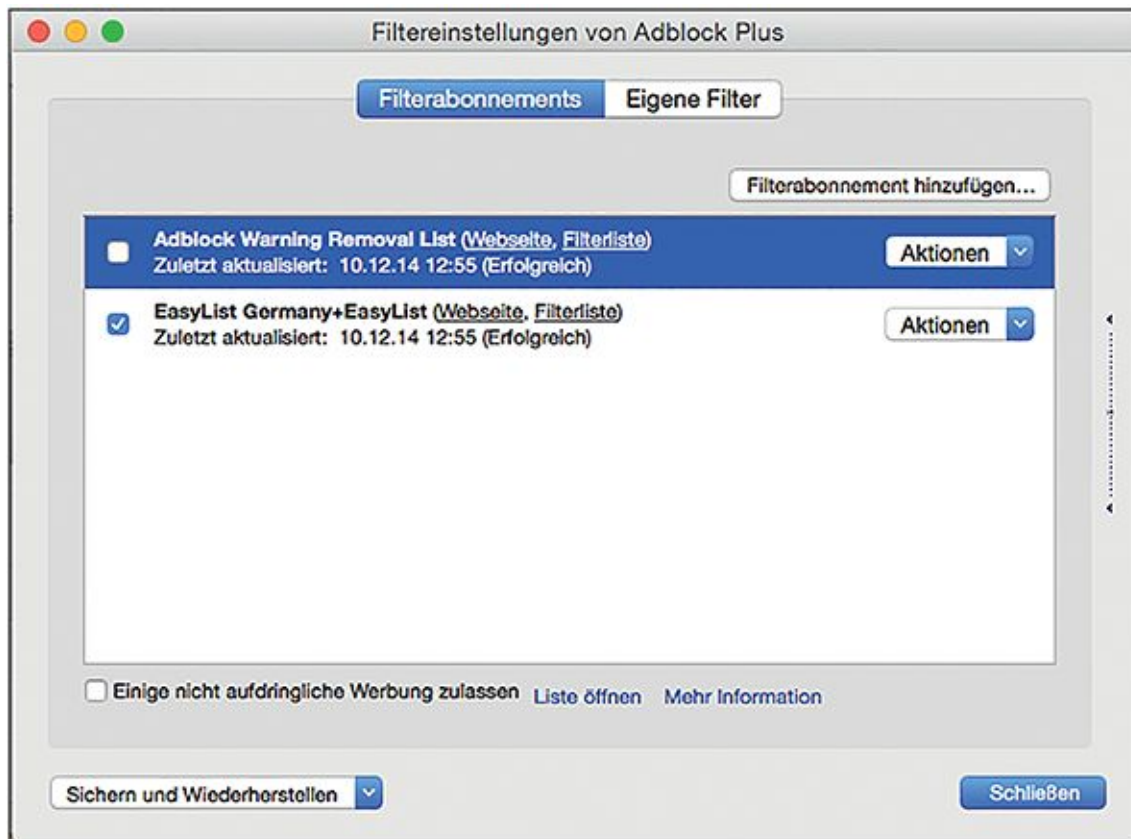 Filtereinstellungen von Adblock Plus
Filterabonnements Eigene Filter
Filterabonnement hinzufügen...
Adblock Warning Removal List (Webseite, Filterliste)
Zuletzt aktualisiert: 10.12.14 12:55 (Erfolgreich)
Aktionen
EasyList Germany+EasyList (Webseite, Filterliste)
Zuletzt aktualisiert: 10.12.14 12:55 (Erfolgreich)
Aktionen
Einige nicht aufdringliche Werbung zulassen Liste öffnen Mehr Information
Sichern und Wiederherstellen Schließen